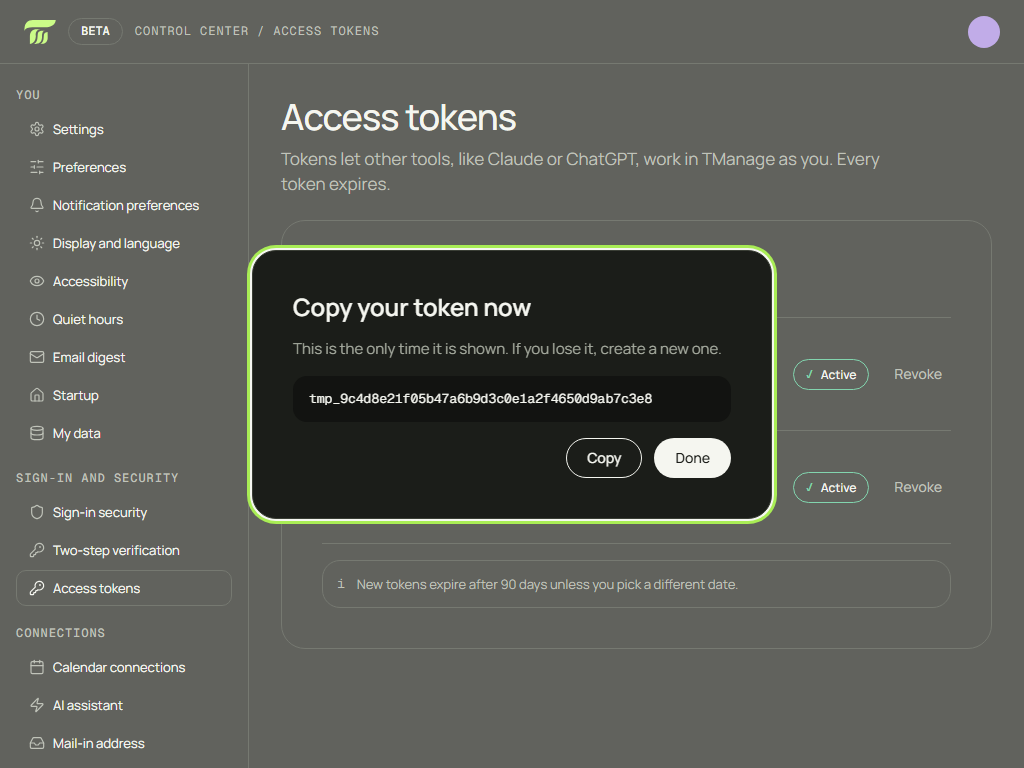 BETA
CONTROL CENTER / ACCESS TOKENS
YOU
Settings
Preferences
Notification preferences
Display and language
Accessibility
Quiet hours
Email digest
Startup
My data
SIGN-IN AND SECURITY
Sign-in security
Two-step verification
Access tokens
CONNECTIONS
Calendar connections
AI assistant
Mail-in address
Access tokens
Tokens let other tools, like Claude or ChatGPT, work in TManage as you. Every
token expires.
Copy your token now
This is the only time it is shown. If you lose it, create a new one.
tmp_9c4d8e21f05b47a6b9d3c0e1a2f4650d9ab7c3e8
Copy
Done
✓ Active
Revoke
✓ Active
Revoke
i New tokens expire after 90 days unless you pick a different date.